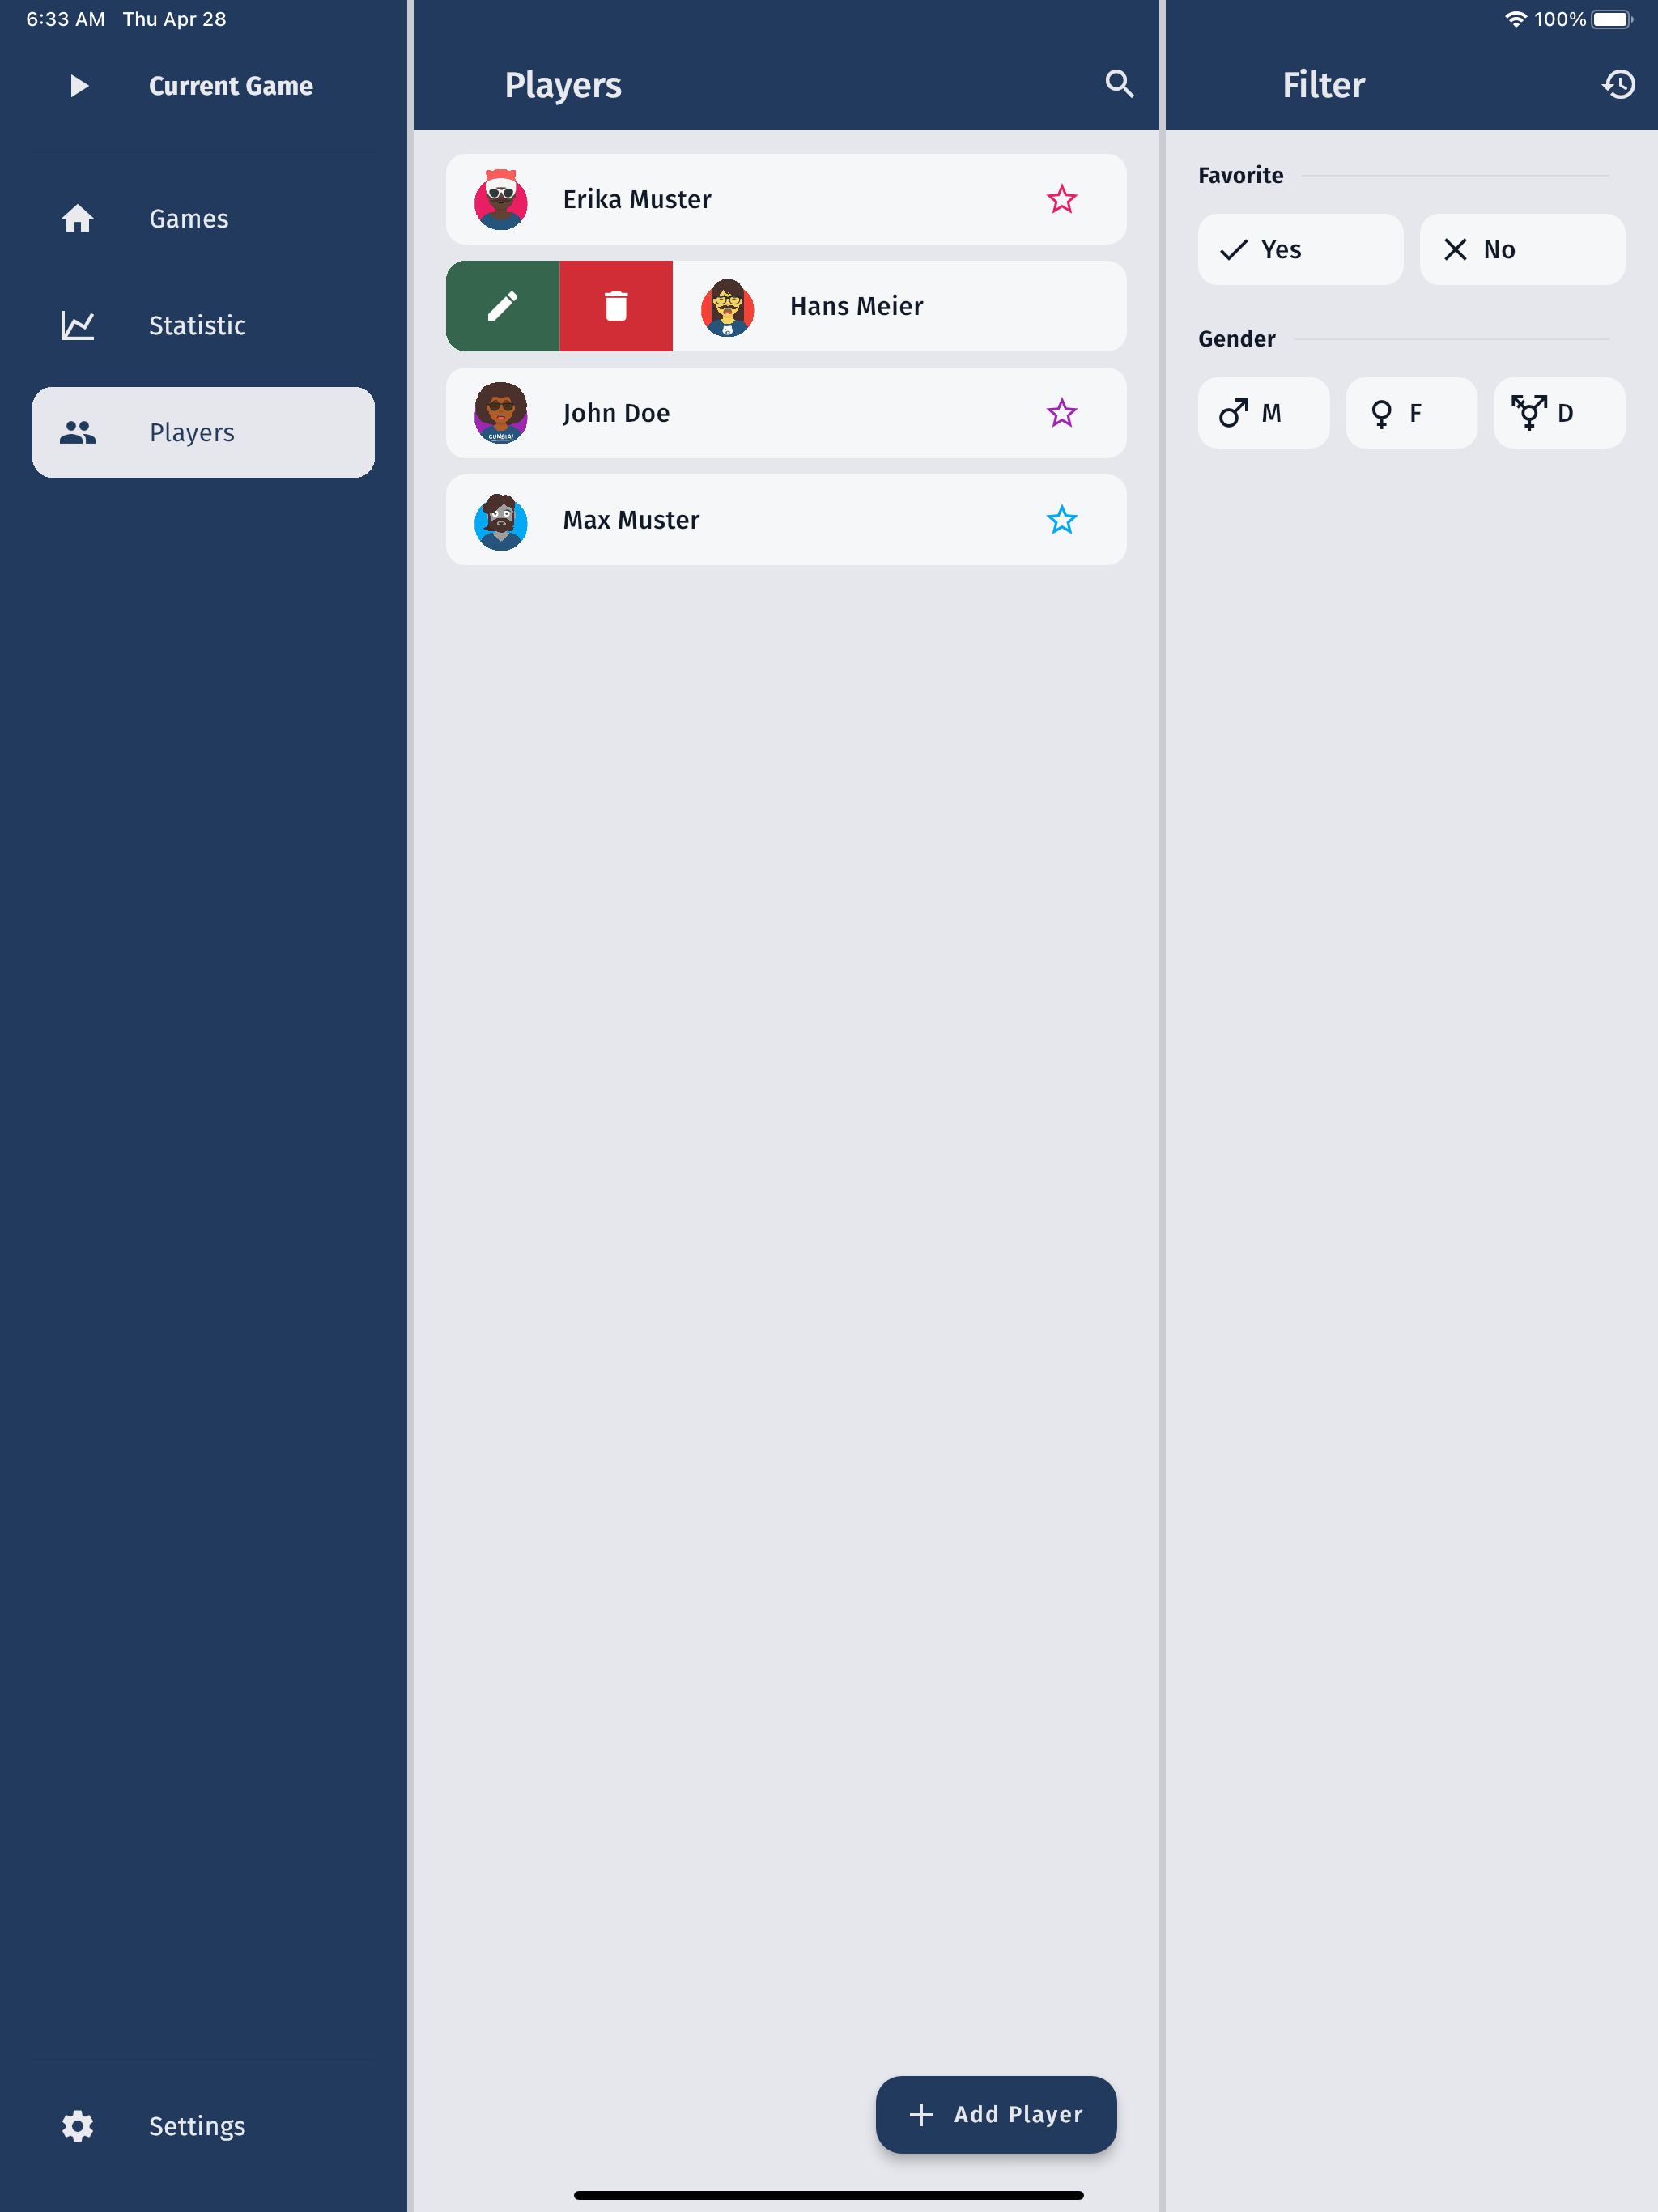 6:33 AM Thu Apr 28
100%
Current Game
Games
Statistic
Players
Settings
Players
Erika Muster
Hans Meier
John Doe
CUMBIA!
Max Muster
Add Player
Filter
Favorite
Yes
No
Gender
M
F
D